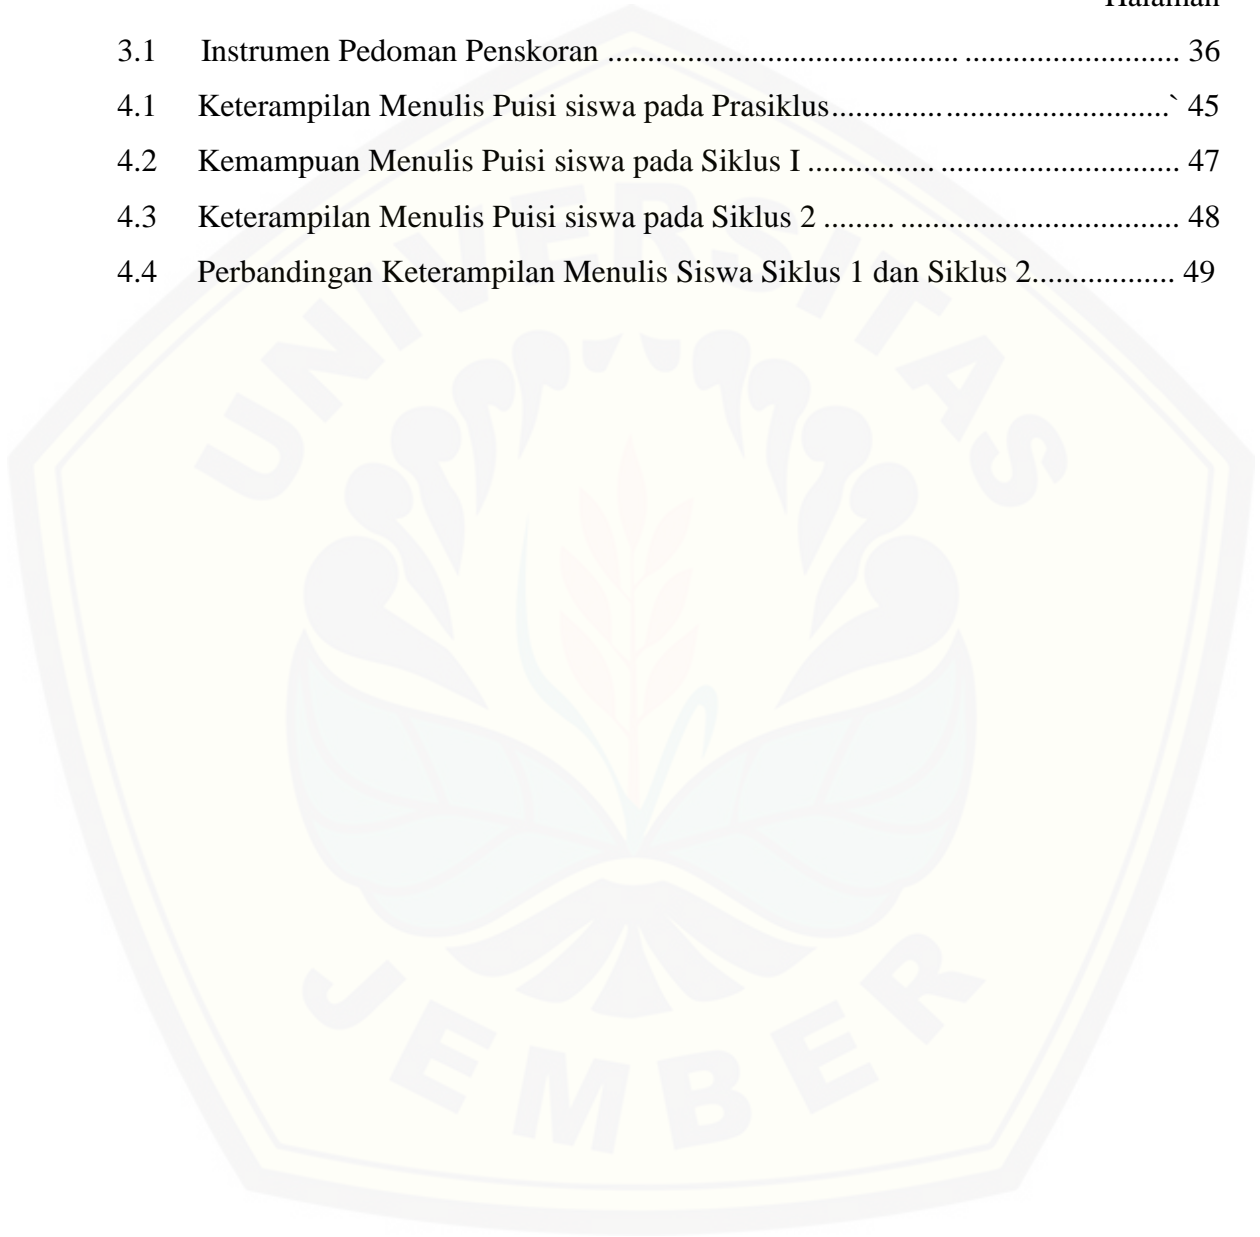 Halaman
3.1 Instrumen Pedoman Penskoran ............................................ ........................... 36
4.1 Keterampilan Menulis Puisi siswa pada Prasiklus..........................................` 45
4.2 Kemampuan Menulis Puisi siswa pada Siklus I ................ .............................. 47
4.3 Keterampilan Menulis Puisi siswa pada Siklus 2 ......... ................................... 48
4.4 Perbandingan Keterampilan Menulis Siswa Siklus 1 dan Siklus 2.................. 49
UNIVERSITAS
JEMBER